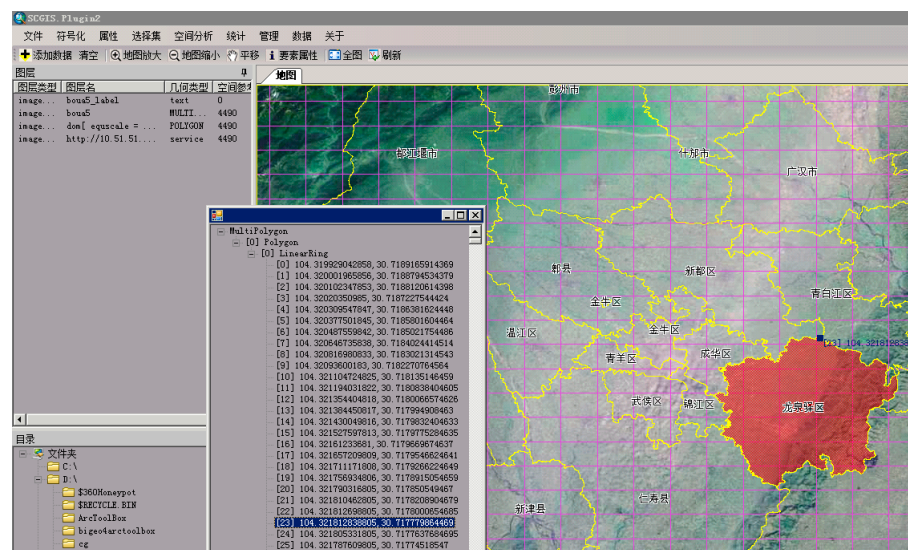 SCGIS.Plugin2
文件 符号化 属性 选择集 空间分析 统计 管理 数据 关于
添加数据 清空 地图放大 地图缩小 平移 要素属性 全图 刷新
图层
图层类型 图层名 几何类型 空间参考
image... boua5_label text 0
image... boua5 MULTI... 4490
image... dom[ equscale = ... POLYGON 4490
image... http://10.51.51.... service 4490
目录
文件夹
C:\
D:\
$360Honeypot
$RECYCLE.BIN
ArcToolBox
bigeo4arctoolbox
cg
MultiPolygon
[0] Polygon
[0] LinearRing
[0] 104.319929042858, 30.7189165914369
[1] 104.320001965856, 30.7188794534379
[2] 104.320102347853, 30.7188120614398
[3] 104.32020350985, 30.7187227544424
[4] 104.320309547847, 30.7186381624448
[5] 104.320377501845, 30.7185801604464
[6] 104.320487559842, 30.7185021754486
[7] 104.320646735838, 30.7184024414514
[8] 104.320816980833, 30.7183021314543
[9] 104.32093600183, 30.7182270764564
[10] 104.321104724825, 30.718135146459
[11] 104.321194031822, 30.7180838404605
[12] 104.321354404818, 30.7180066574626
[13] 104.321384450817, 30.717994908463
[14] 104.321430049816, 30.7179832404633
[15] 104.321527597813, 30.7179775284635
[16] 104.32161233681, 30.7179669674637
[17] 104.321657209809, 30.7179546624641
[18] 104.321711171808, 30.7179266224649
[19] 104.321756934806, 30.7178915054659
[20] 104.321790316805, 30.717850549467
[21] 104.321810462805, 30.7178208904679
[22] 104.321812698805, 30.7178000654685
[23] 104.321812838805, 30.717779864469
[24] 104.321805331805, 30.7177637684695
[25] 104.321787609805, 30.71774518547
地图
彭州市
都江堰市
什邡市
广汉市
郫县
新都区
青白江区
金牛区
温江区
金牛区
青羊区
成华区
[23] 104.321812838
武侯区
锦江区
龙泉驿区
仁寿县
新津县